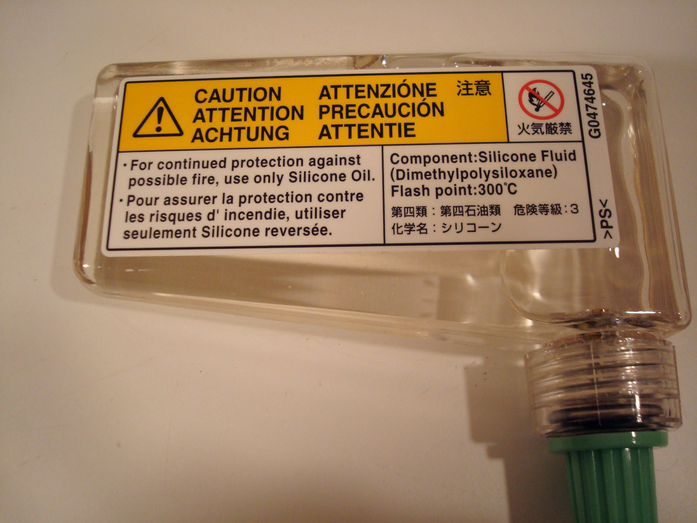 CAUTION ATTENZIÓNE 注意
ATTENTION PRECAUCIÓN
ACHTUNG ATTENTIE
火気厳禁
・For continued protection against
possible fire, use only Silicone Oil.
・Pour assurer la protection contre
les risques d' incendie, utiliser
seulement Silicone reversée.
Component:Silicone Fluid
(Dimethylpolysiloxane)
Flash point:300℃
第四類：第四石油類 危険等級：3
化学名：シリコーン
G0474645
>PS<